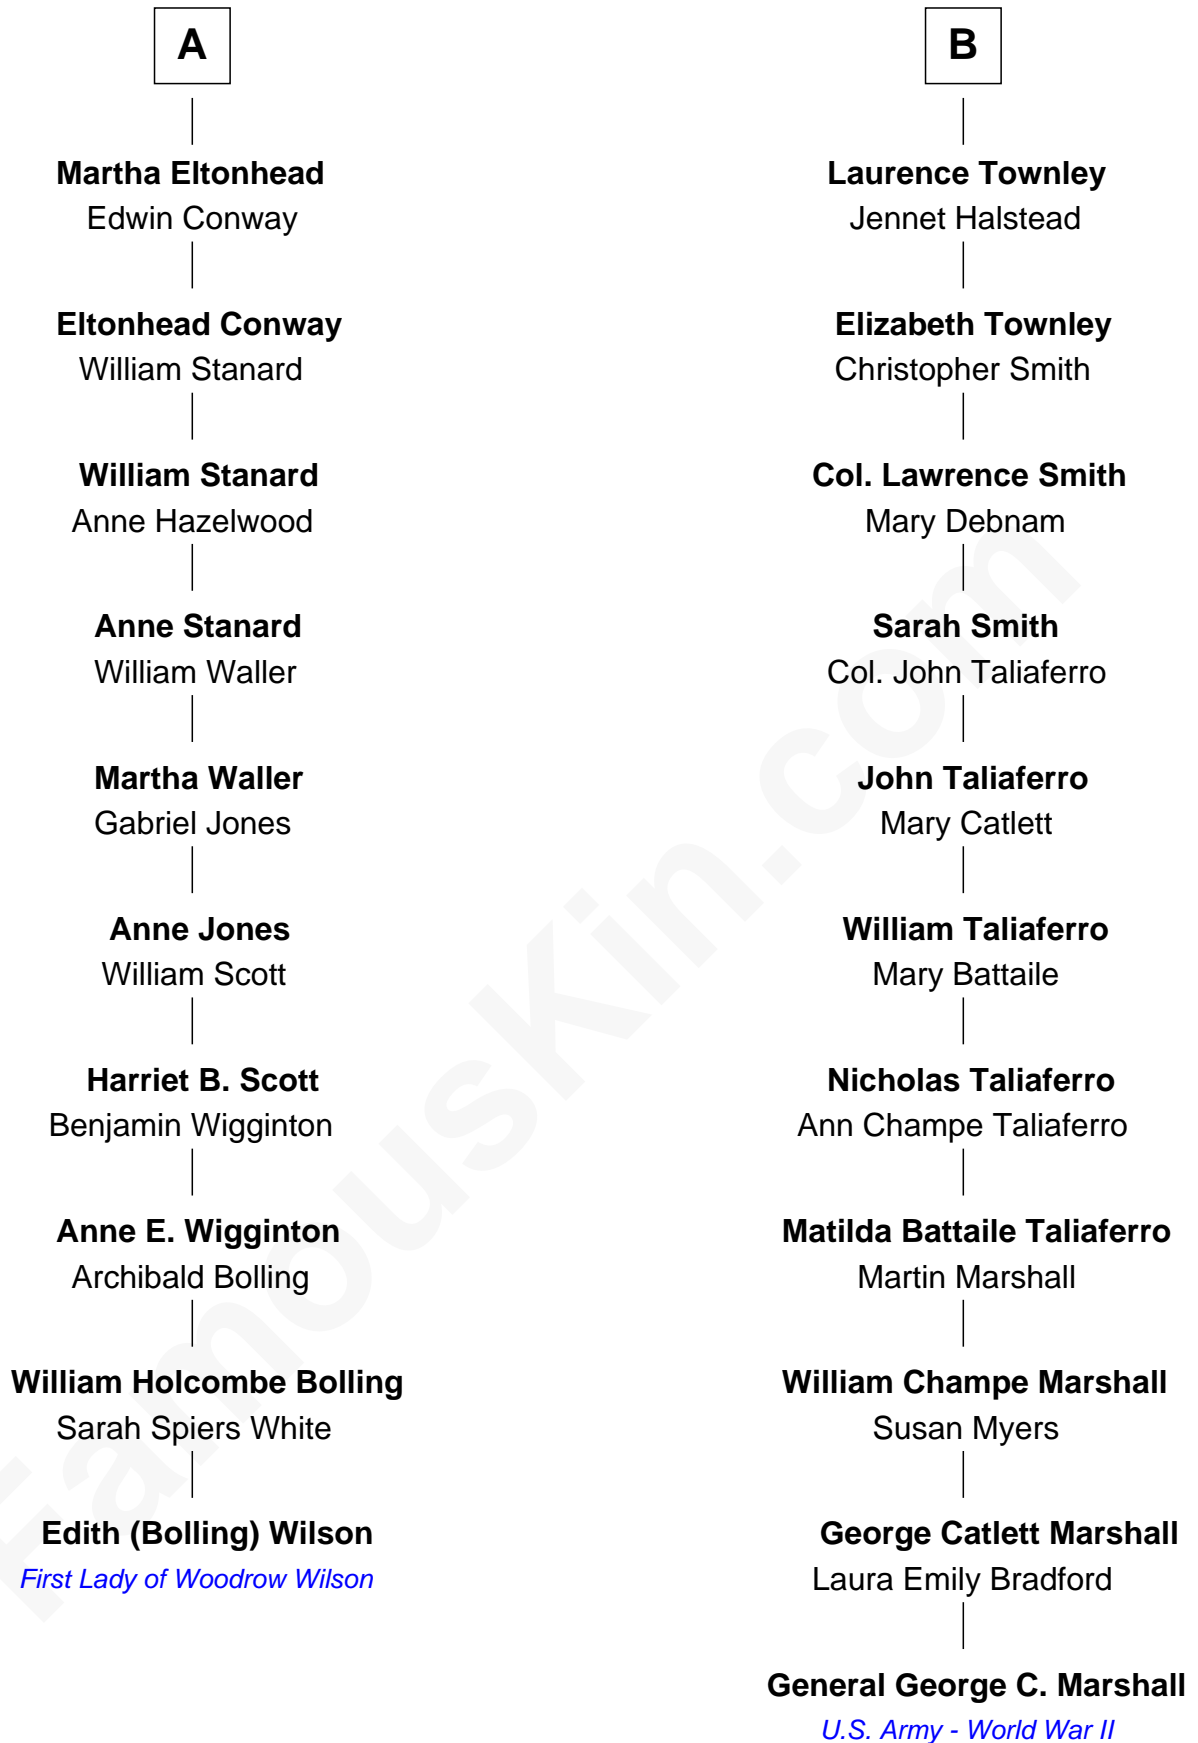 A
Martha Eltonhead
Edwin Conway
Eltonhead Conway
William Stanard
William Stanard
Anne Hazelwood
Anne Stanard
William Waller
Martha Waller
Gabriel Jones
Anne Jones
William Scott
Harriet B. Scott
Benjamin Wigginton
Anne E. Wigginton
Archibald Bolling
William Holcombe Bolling
Sarah Spiers White
Edith (Bolling) Wilson
First Lady of Woodrow Wilson
B
Laurence Townley
Jennet Halstead
Elizabeth Townley
Christopher Smith
Col. Lawrence Smith
Mary Debnam
Sarah Smith
Col. John Taliaferro
John Taliaferro
Mary Catlett
William Taliaferro
Mary Battaile
Nicholas Taliaferro
Ann Champe Taliaferro
Matilda Battaile Taliaferro
Martin Marshall
William Champe Marshall
Susan Myers
George Catlett Marshall
Laura Emily Bradford
General George C. Marshall
U.S. Army - World War II
FamousKin.com